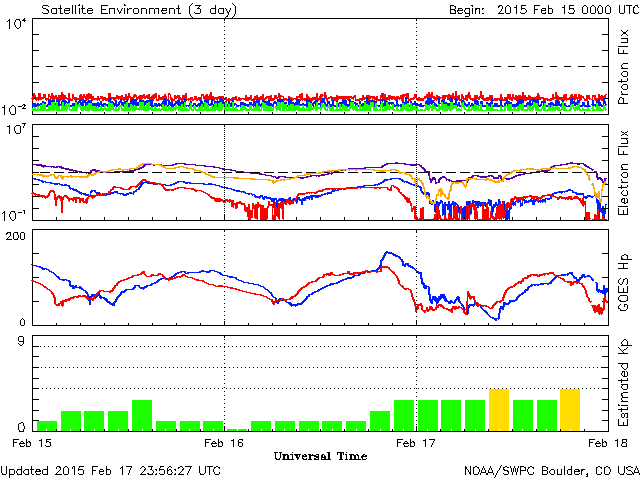 Satellite Environment (3 day) Begin: 2015 Feb 15 0000 UTC
10⁴
10⁻²
Proton Flux
10⁷
10⁻¹
Electron Flux
200
0
GOES Hp
9
0
Estimated Kp
Feb 15 Feb 16 Feb 17 Feb 18
Universal Time
Updated 2015 Feb 17 23:56:27 UTC NOAA/SWPC Boulder, CO USA